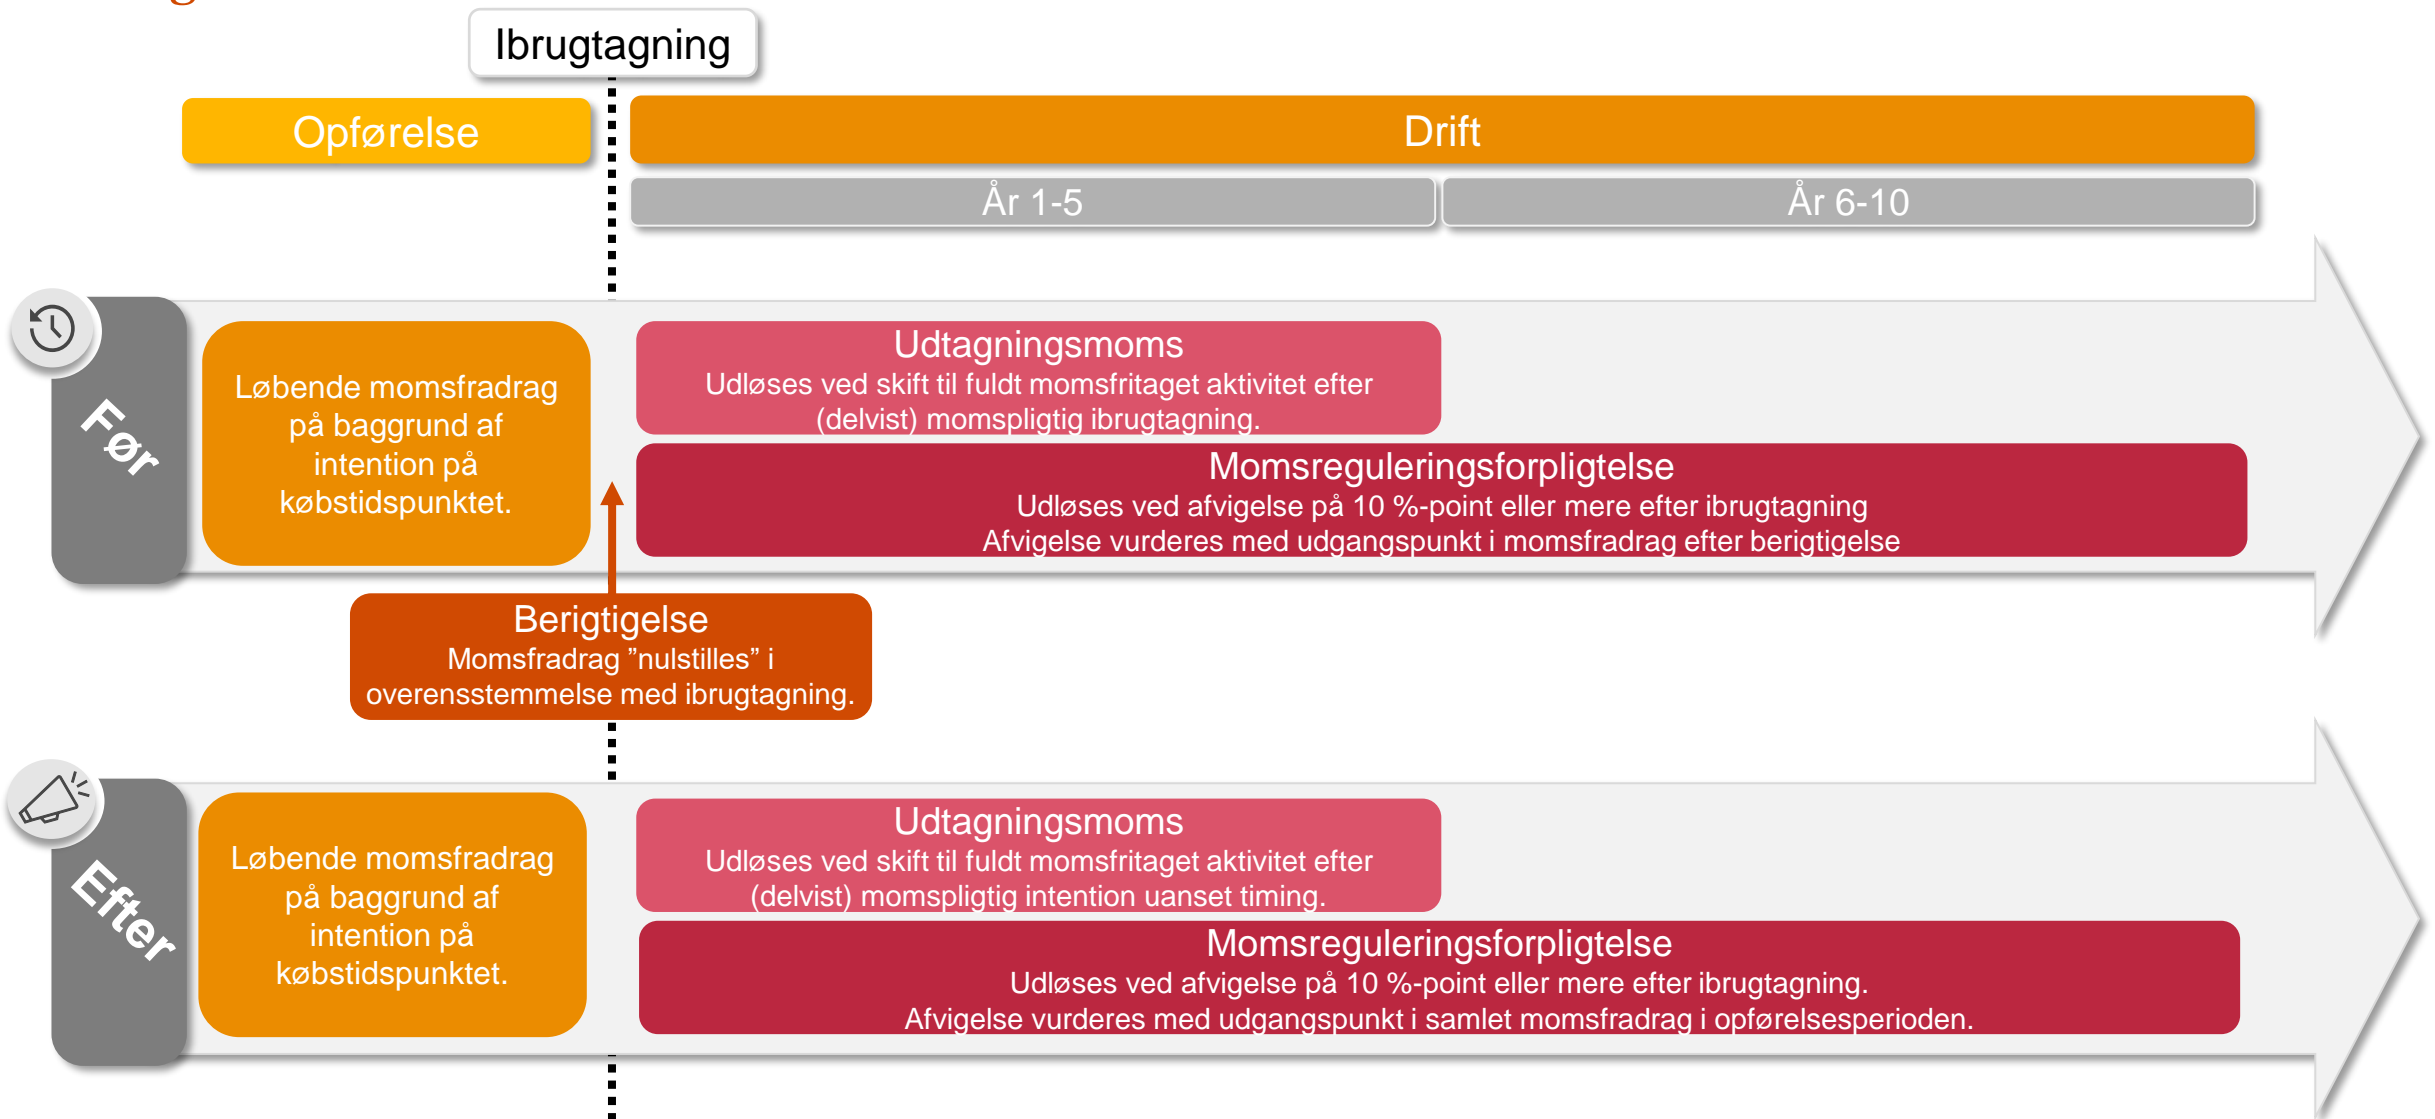 Ibrugtagning
Opførelse
Drift
År 1-5
År 6-10
Før
Løbende momsfradrag
på baggrund af
intention på
købstidspunktet.
Udtagningsmoms
Udløses ved skift til fuldt momsfritaget aktivitet efter
(delvist) momspligtig ibrugtagning.
Momsreguleringsforpligtelse
Udløses ved afvigelse på 10 %-point eller mere efter ibrugtagning
Afvigelse vurderes med udgangspunkt i momsfradrag efter berigtigelse
Berigtigelse
Momsfradrag ”nulstilles” i
overensstemmelse med ibrugtagning.
Efter
Løbende momsfradrag
på baggrund af
intention på
købstidspunktet.
Udtagningsmoms
Udløses ved skift til fuldt momsfritaget aktivitet efter
(delvist) momspligtig intention uanset timing.
Momsreguleringsforpligtelse
Udløses ved afvigelse på 10 %-point eller mere efter ibrugtagning.
Afvigelse vurderes med udgangspunkt i samlet momsfradrag i opførelsesperioden.